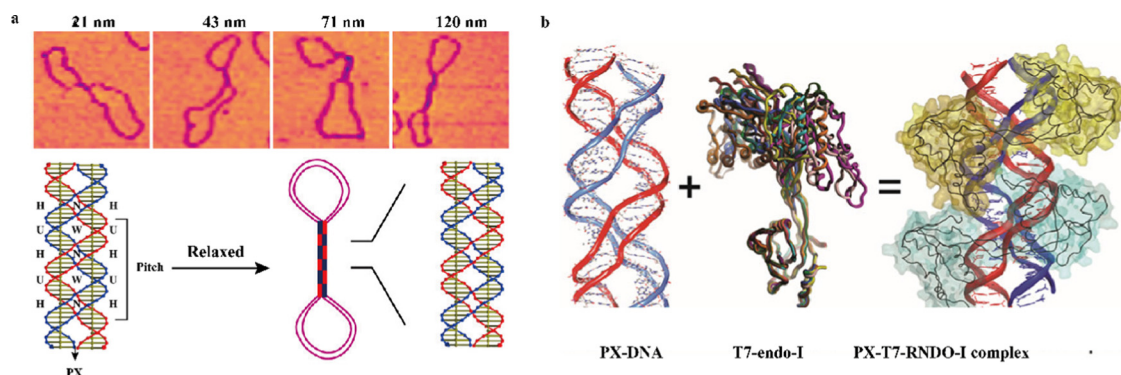 a
21 nm 43 nm 71 nm 120 nm
H N H
U W U
H N H
U W U
H N H
Pitch
Relaxed
PX
b
PX-DNA T7-endo-I PX-T7-RNDO-I complex
+ =